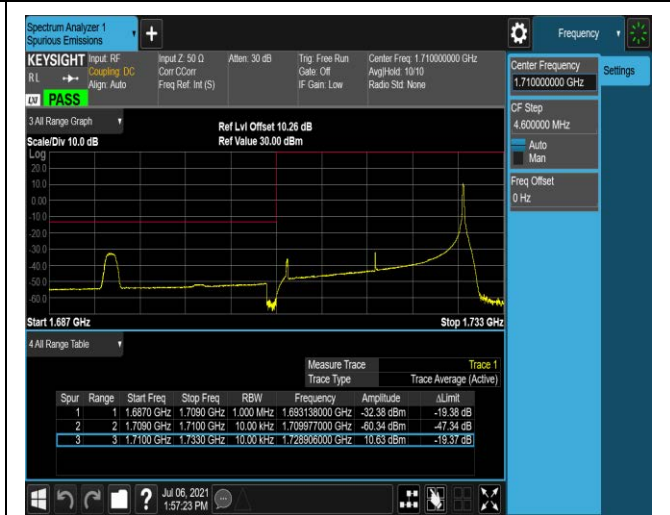 Spectrum Analyzer 1
Spurious Emissions
Frequency
KEYSIGHT Input: RF Input Z: 50 Ω Atten: 30 dB Trig: Free Run Center Freq: 1.710000000 GHz
RL Coupling: DC Corr CCorr Gate: Off Avg|Hold: 10/10
Align: Auto Freq Ref: Int (S) IF Gain: Low Radio Std: None
LXI PASS
Center Frequency
1.710000000 GHz
Settings
CF Step
4.600000 MHz
Auto
Man
Freq Offset
0 Hz
3 All Range Graph
Ref Lvl Offset 10.26 dB
Scale/Div 10.0 dB Ref Value 30.00 dBm
Log
20.0
10.0
0.00
-10.0
-20.0
-30.0
-40.0
-50.0
-60.0
Start 1.687 GHz Stop 1.733 GHz
4 All Range Table
Measure Trace Trace 1
Trace Type Trace Average (Active)
Spur Range Start Freq Stop Freq RBW Frequency Amplitude ΔLimit
1 1 1.6870 GHz 1.7090 GHz 1.000 MHz 1.693138000 GHz -32.38 dBm -19.38 dB
2 2 1.7090 GHz 1.7100 GHz 10.00 kHz 1.709977000 GHz -60.34 dBm -47.34 dB
3 3 1.7100 GHz 1.7330 GHz 10.00 kHz 1.728906000 GHz 10.63 dBm -19.37 dB
? Jul 06, 2021
1:57:23 PM